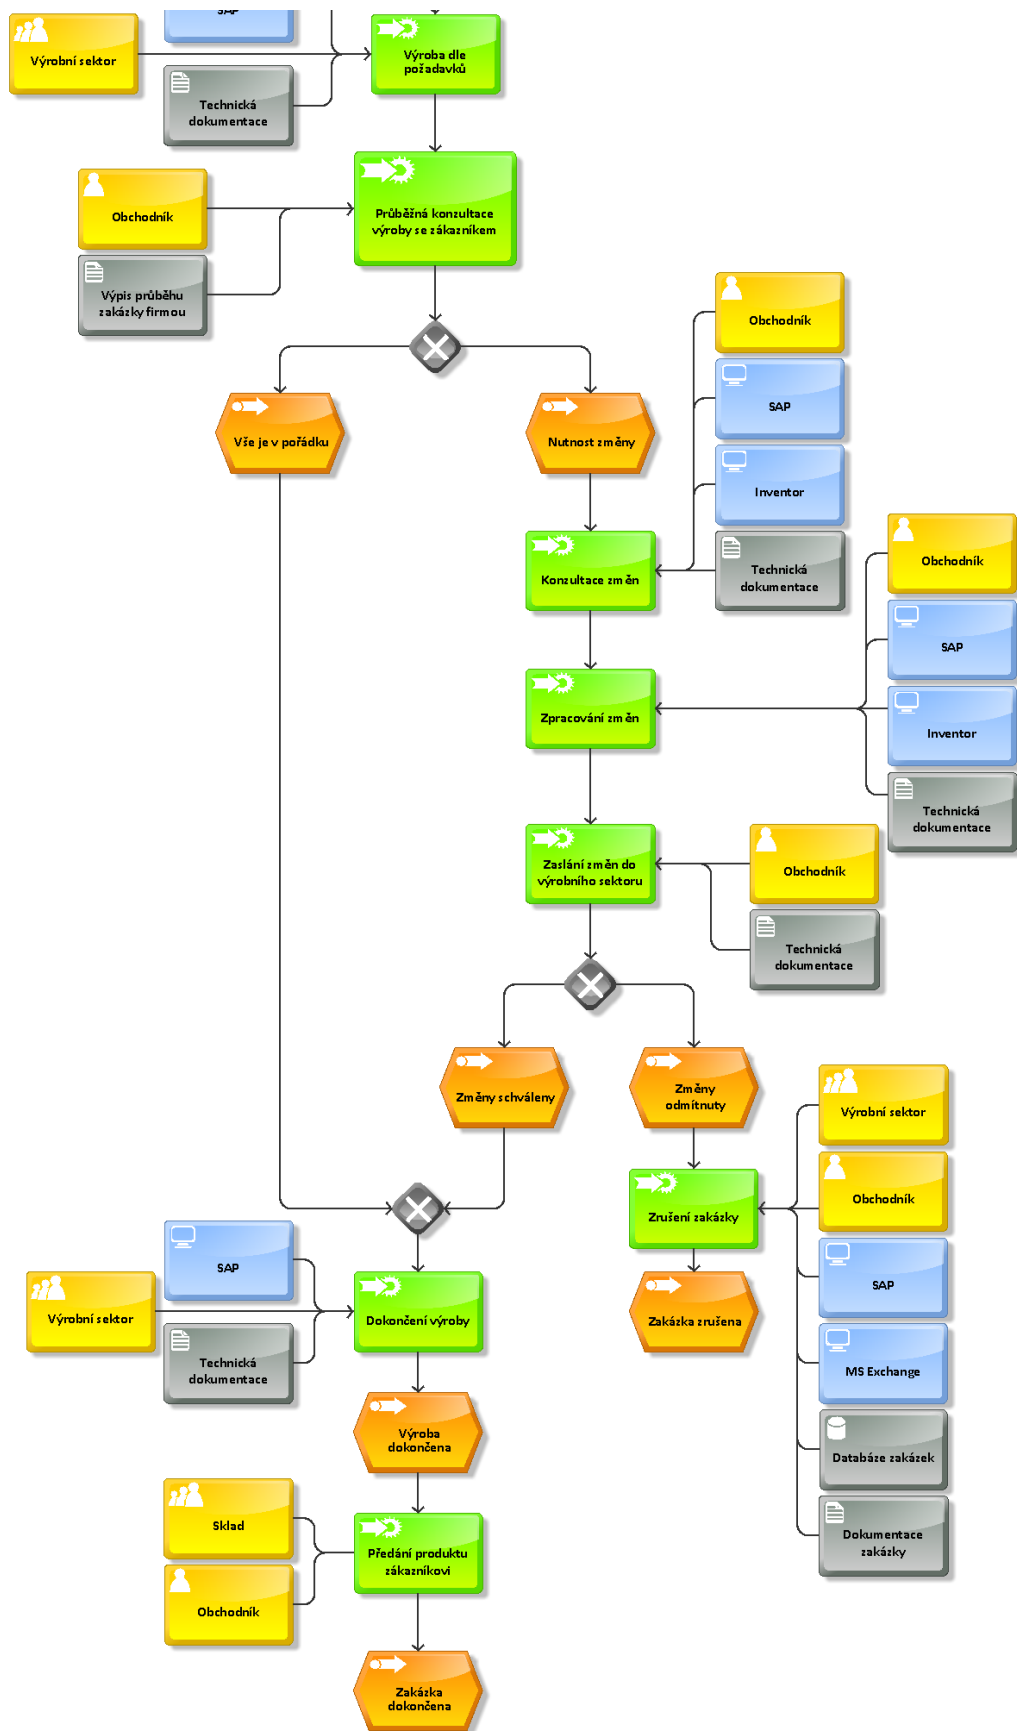 SAP
Výrobní sektor
Výroba dle
požadavků
Technická
dokumentace
Průběžná konzultace
výroby se zákazníkem
Obchodník
Výpis průběhu
zakázky firmou
Obchodník
SAP
Inventor
Technická
dokumentace
Vše je v pořádku
Nutnost změny
Konzultace změn
Obchodník
SAP
Inventor
Technická
dokumentace
Zpracování změn
Zaslání změn do
výrobního sektoru
Obchodník
Technická
dokumentace
Změny schváleny
Změny
odmítnuty
Výrobní sektor
Obchodník
SAP
MS Exchange
Databáze zakázek
Dokumentace
zakázky
Zrušení zakázky
Zakázka zrušena
SAP
Výrobní sektor
Technická
dokumentace
Dokončení výroby
Výroba
dokončena
Sklad
Obchodník
Předání produktu
zákazníkovi
Zakázka
dokončena